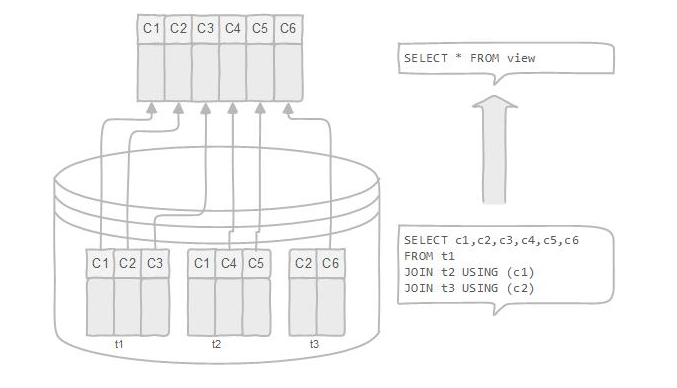 C1 C2 C3 C4 C5 C6
SELECT * FROM view
SELECT c1,c2,c3,c4,c5,c6
FROM t1
JOIN t2 USING (c1)
JOIN t3 USING (c2)
C1 C2 C3
C1 C4 C5
C2 C6
t1
t2
t3